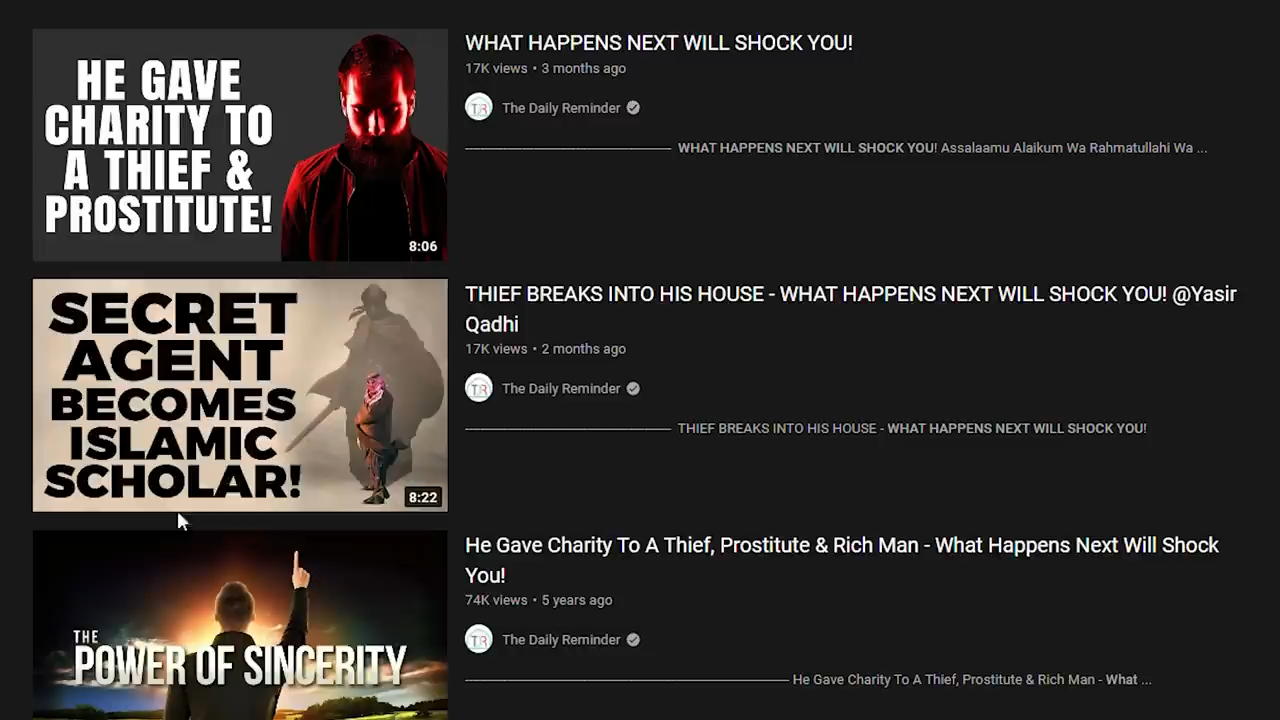 HE GAVE
CHARITY TO
A THIEF &
PROSTITUTE!
8:06
WHAT HAPPENS NEXT WILL SHOCK YOU!
17K views • 3 months ago
TR
The Daily Reminder
WHAT HAPPENS NEXT WILL SHOCK YOU! Assalaamu Alaikum Wa Rahmatullahi Wa ...
SECRET
AGENT
BECOMES
ISLAMIC
SCHOLAR!
8:22
THIEF BREAKS INTO HIS HOUSE - WHAT HAPPENS NEXT WILL SHOCK YOU! @Yasir
Qadhi
17K views • 2 months ago
TR
The Daily Reminder
THIEF BREAKS INTO HIS HOUSE - WHAT HAPPENS NEXT WILL SHOCK YOU!
THE
POWER OF SINCERITY
He Gave Charity To A Thief, Prostitute & Rich Man - What Happens Next Will Shock
You!
74K views • 5 years ago
TR
The Daily Reminder
He Gave Charity To A Thief, Prostitute & Rich Man - What ...